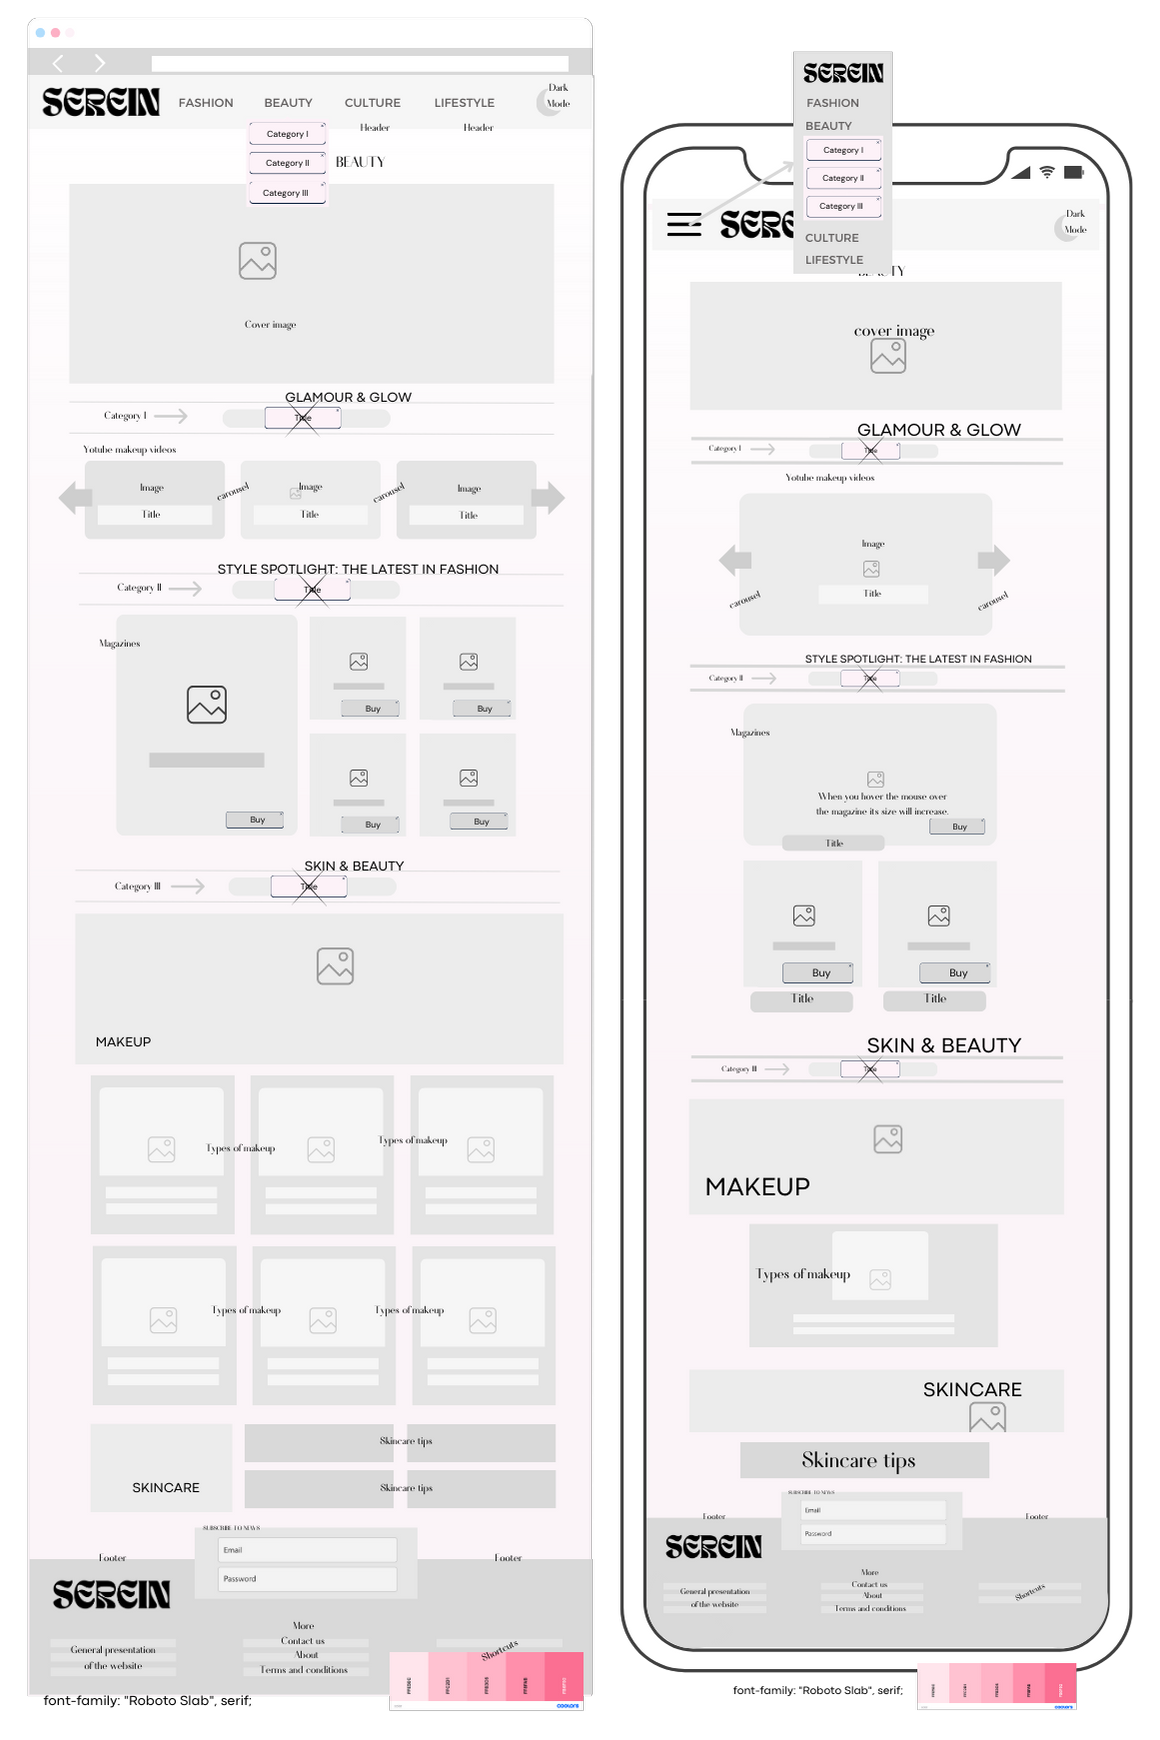 SEREIN
FASHION
BEAUTY
CULTURE
LIFESTYLE
Dark
Mode
Header
Header
Category I
Category II
Category III
BEAUTY
Cover image
GLAMOUR & GLOW
Category I
Title
Yotube makeup videos
Image
Title
carousel
Image
Title
carousel
Image
Title
STYLE SPOTLIGHT: THE LATEST IN FASHION
Category II
Title
Magazines
Buy
Buy
Buy
Buy
Buy
SKIN & BEAUTY
Category III
Title
MAKEUP
Types of makeup
Types of makeup
Types of makeup
Types of makeup
SKINCARE
Skincare tips
Skincare tips
SUBSCRIBE TO NEWS
Email
Password
Footer
Footer
SEREIN
General presentation
of the website
More
Contact us
About
Terms and conditions
Shortcuts
coolors
font-family: "Roboto Slab", serif;
SEREIN
FASHION
BEAUTY
Category I
Category II
Category III
CULTURE
LIFESTYLE
SERE
Dark
Mode
BEAUTY
cover image
GLAMOUR & GLOW
Category I
Title
Yotube makeup videos
Image
Title
carousel
carousel
STYLE SPOTLIGHT: THE LATEST IN FASHION
Category II
Title
Magazines
When you hover the mouse over
the magazine its size will increase.
Buy
Title
Buy
Buy
Title
Title
SKIN & BEAUTY
Category III
Title
MAKEUP
Types of makeup
SKINCARE
Skincare tips
SUBSCRIBE TO NEWS
Email
Password
Footer
Footer
SEREIN
General presentation
of the website
More
Contact us
About
Terms and conditions
Shortcuts
font-family: "Roboto Slab", serif;
coolors